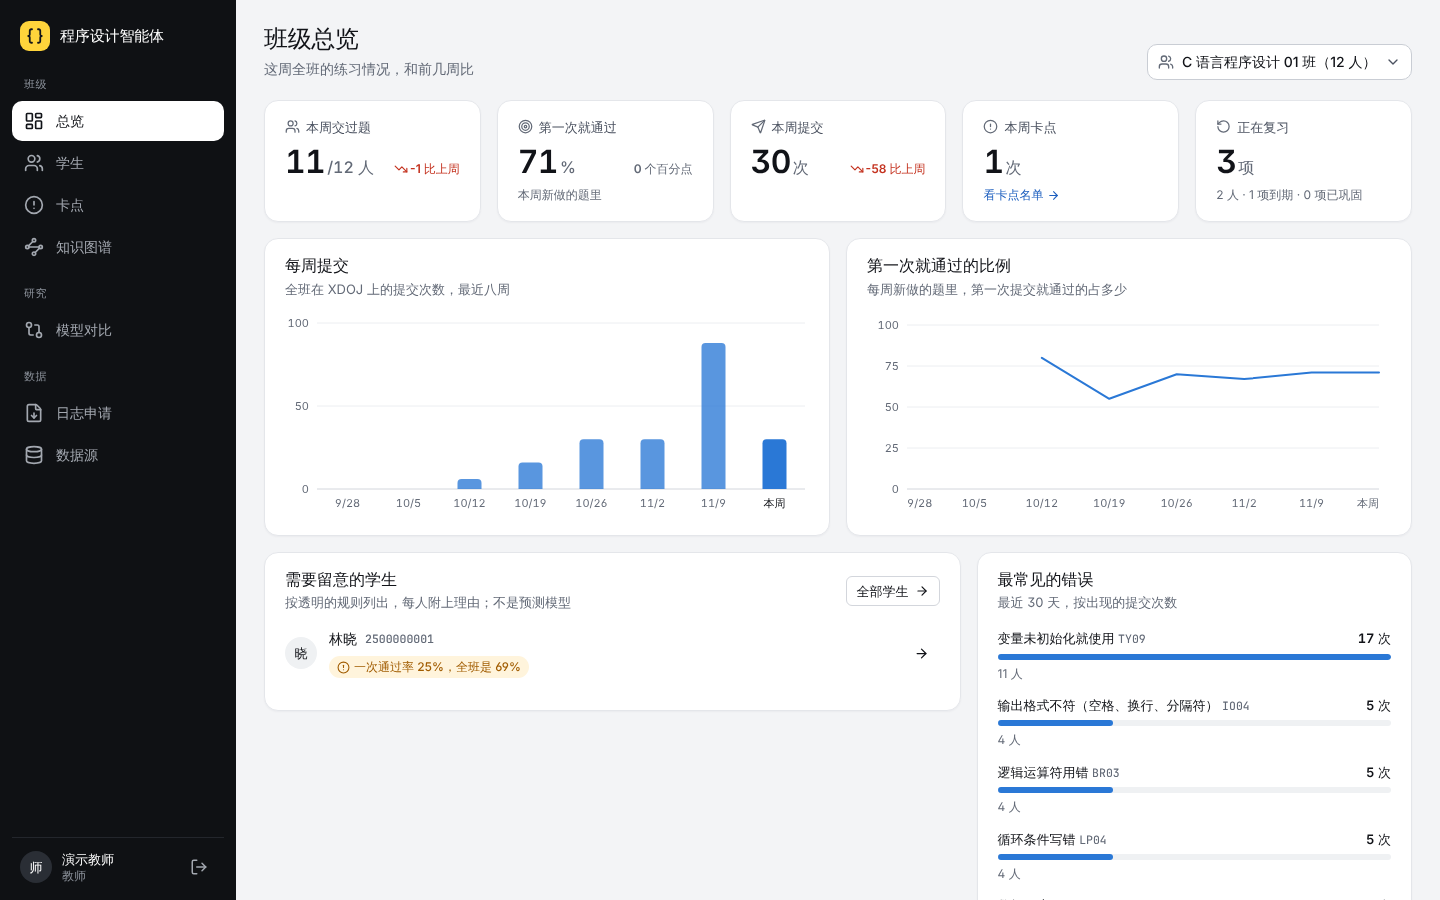 程序设计智能体
班级
总览
学生
卡点
知识图谱
研究
模型对比
数据
日志申请
数据源
师
演示教师
教师
班级总览
这周全班的练习情况，和前几周比
C 语言程序设计 01 班（12 人）
本周交过题
11/12 人
-1 比上周
第一次就通过
71%
0 个百分点
本周新做的题里
本周提交
30次
-58 比上周
本周卡点
1次
看卡点名单
正在复习
3项
2 人 · 1 项到期 · 0 项已巩固
每周提交
全班在 XDOJ 上的提交次数，最近八周
100
50
0
9/28 10/5 10/12 10/19 10/26 11/2 11/9 本周
第一次就通过的比例
每周新做的题里，第一次提交就通过的占多少
100
75
50
25
0
9/28 10/5 10/12 10/19 10/26 11/2 11/9 本周
需要留意的学生
按透明的规则列出，每人附上理由；不是预测模型
全部学生
晓
林晓 2500000001
一次通过率 25%，全班是 69%
最常见的错误
最近 30 天，按出现的提交次数
变量未初始化就使用 TY09 17 次
11 人
输出格式不符（空格、换行、分隔符） IO04 5 次
4 人
逻辑运算符用错 BR03 5 次
4 人
循环条件写错 LP04 5 次
4 人